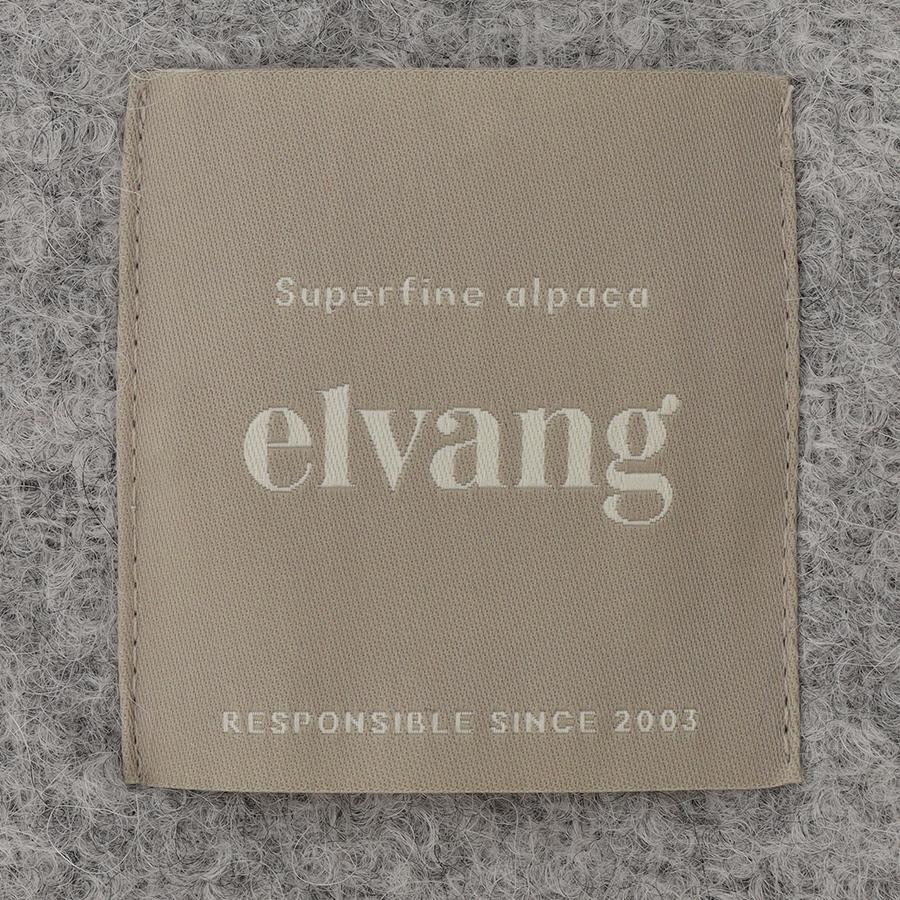 Superfine alpaca
elvang
RESPONSIBLE SINCE 2003